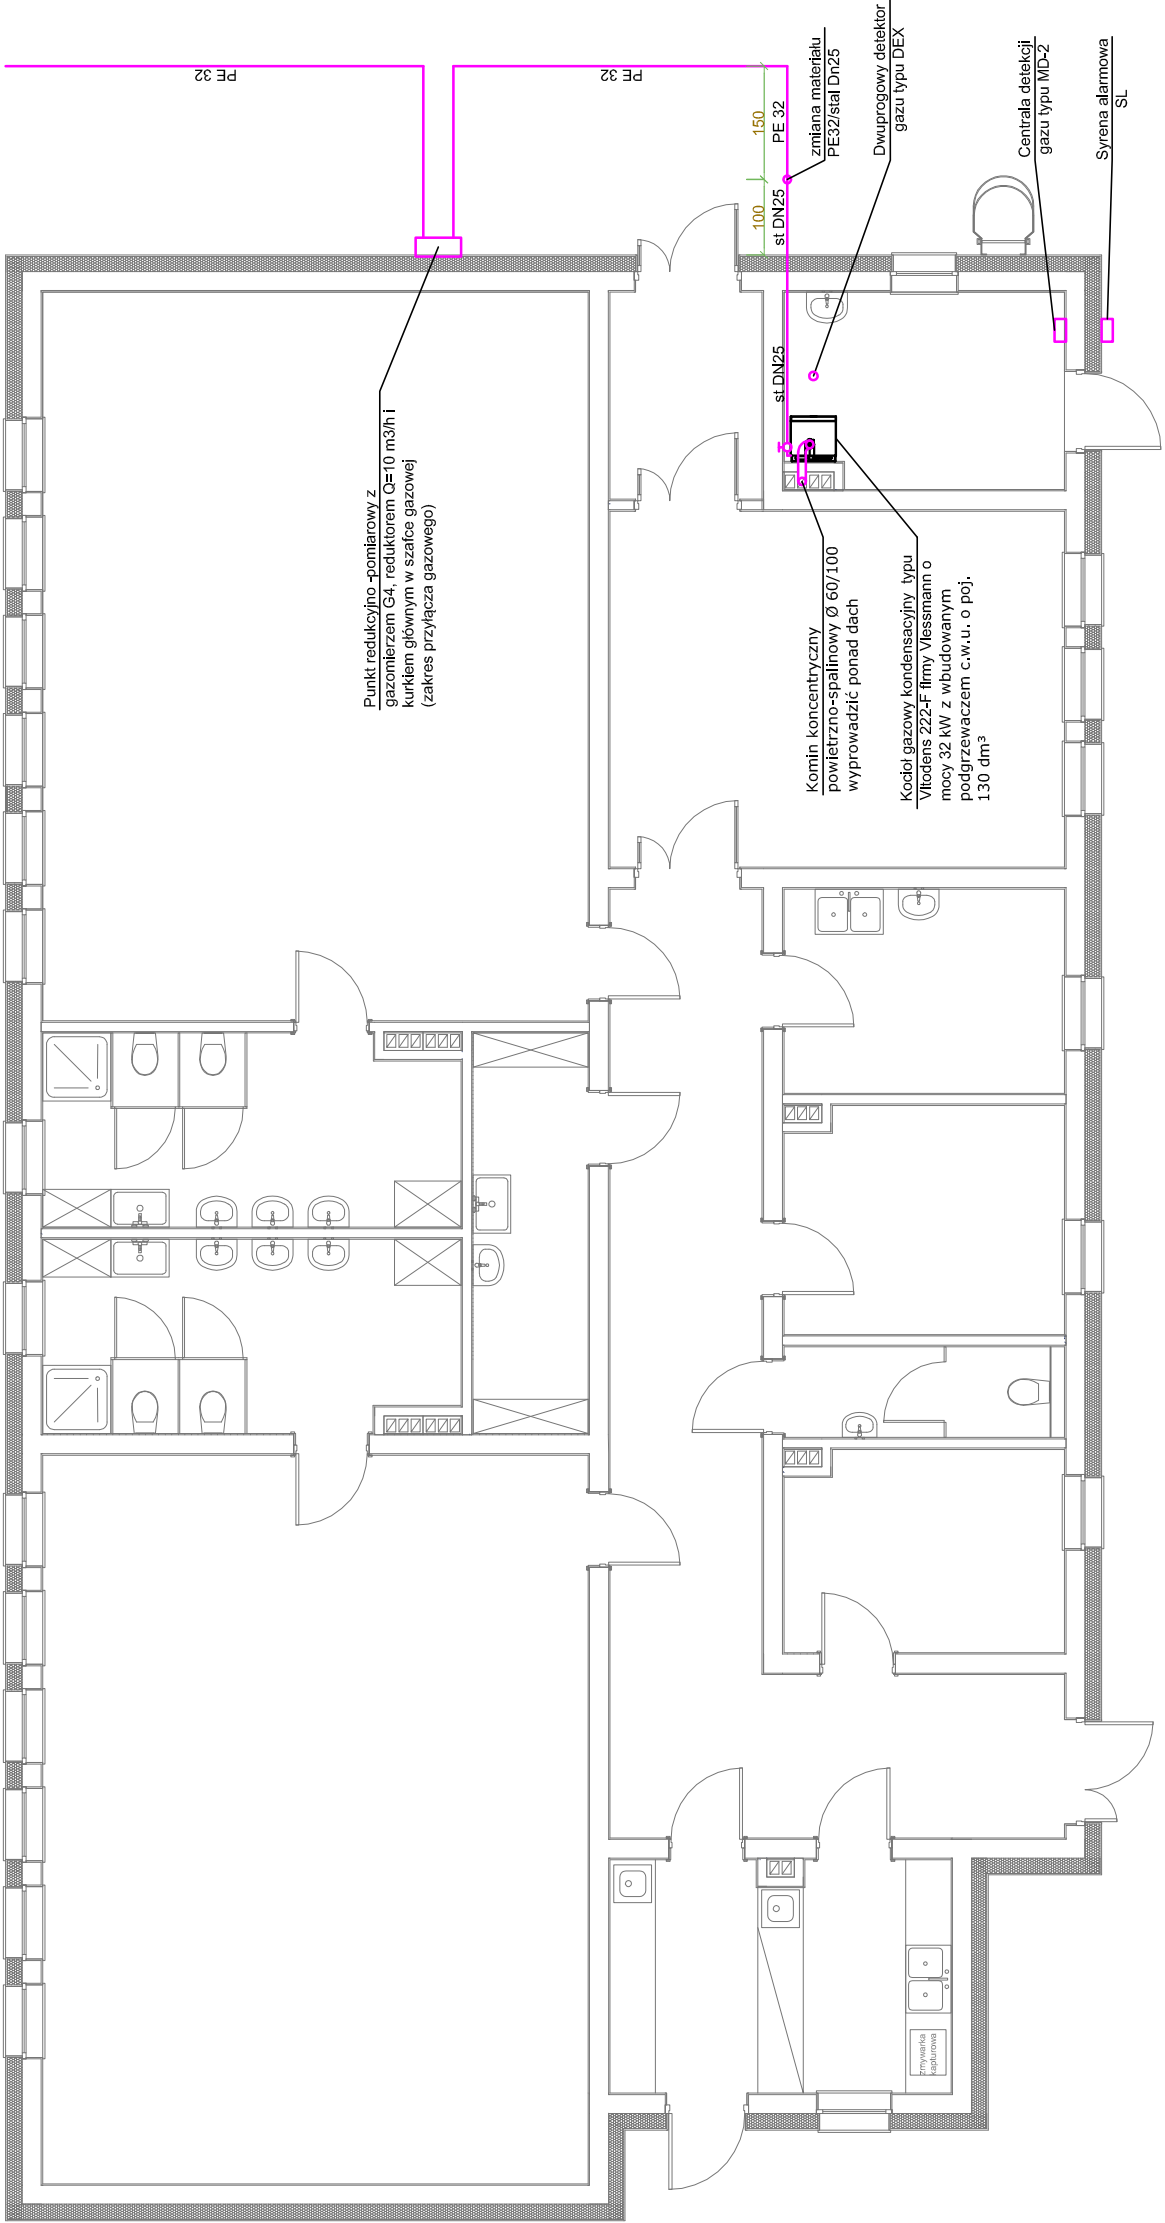 PE 32
PE 32
150
PE 32
100
st DN25
st DN25
zmiana materiału
PE32/stal Dn25
Dwuprogowy detektor
gazu typu DEX
Centrala detekcji
gazu typu MD-2
Syrena alarmowa
SL
Punkt redukcyjno -pomiarowy z
gazomierzem G4, reduktorem Q=10 m3/h i
kurkiem głównym w szafce gazowej
(zakres przyłącza gazowego)
Komin koncentryczny
powietrzno-spalinowy Ø 60/100
wyprowadzić ponad dach
Kocioł gazowy kondensacyjny typu
Vitodens 222-F firmy Viessmann o
mocy 32 kW z wbudowanym
podgrzewaczem c.w.u. o poj.
130 dm³
zmywarka
kapturowa